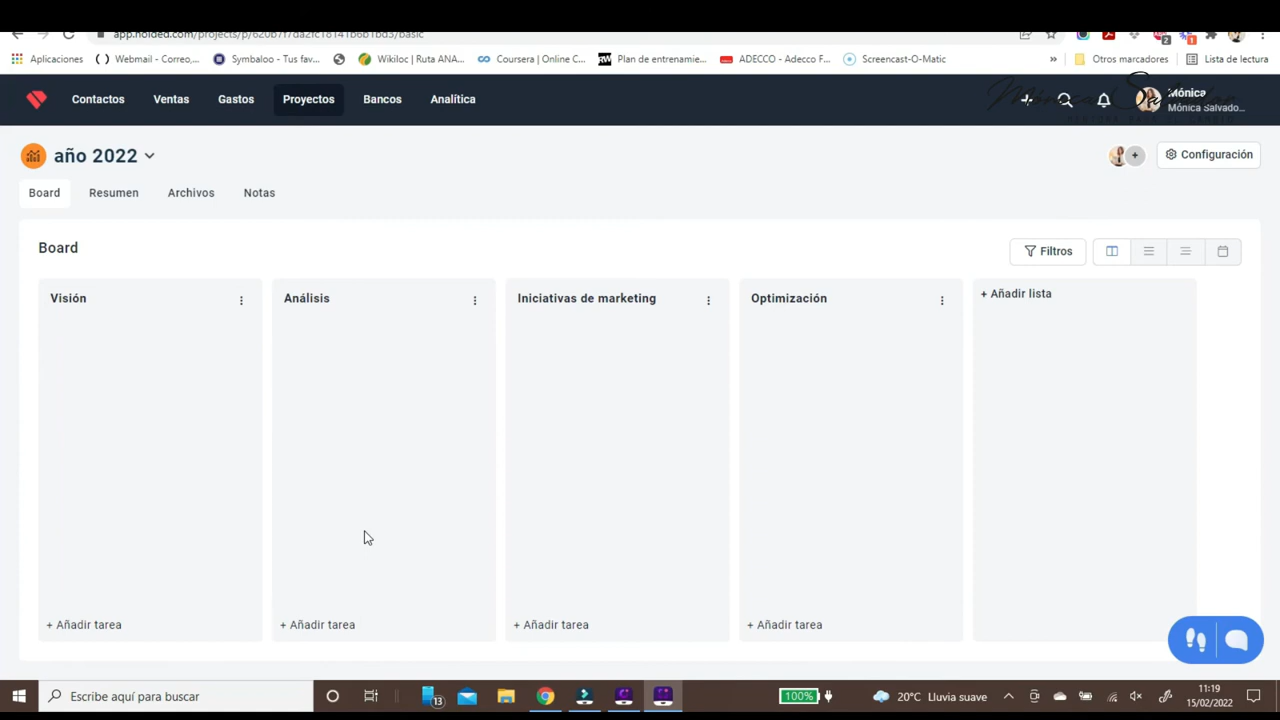 app.holded.com/projects/p/620b7f7da2fc16141b6b1bd3/basic
Aplicaciones
Webmail - Correo,...
Symbaloo - Tus fav...
Wikiloc | Ruta ANA...
Coursera | Online C...
Plan de entrenamie...
ADECCO - Adecco F...
Screencast-O-Matic
»
Otros marcadores
Lista de lectura
Contactos
Ventas
Gastos
Proyectos
Bancos
Analítica
Mónica
Mónica Salvado...
año 2022
Configuración
Board
Resumen
Archivos
Notas
Board
Filtros
Visión
Análisis
Iniciativas de marketing
Optimización
+ Añadir lista
+ Añadir tarea
+ Añadir tarea
+ Añadir tarea
+ Añadir tarea
Escribe aquí para buscar
13
100%
20°C Lluvia suave
11:19
15/02/2022